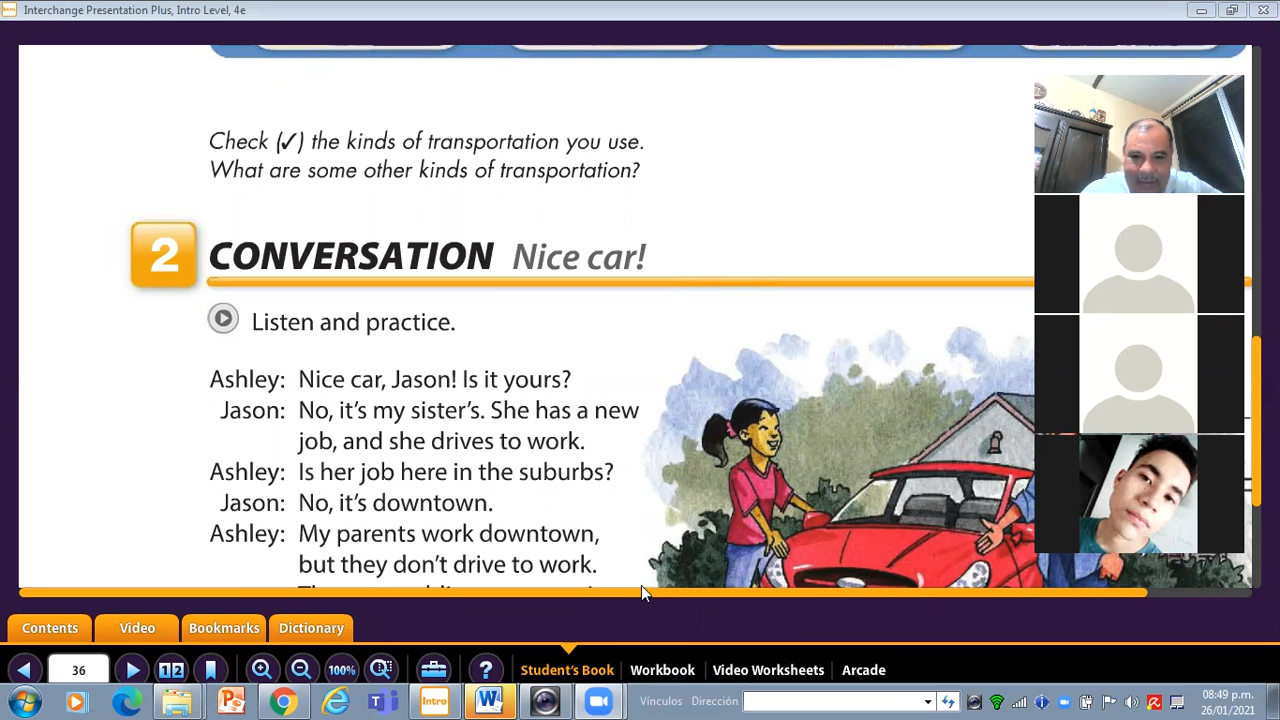 Interchange Presentation Plus, Intro Level, 4e
Check (✓) the kinds of transportation you use.
What are some other kinds of transportation?
2 CONVERSATION Nice car!
Listen and practice.
Ashley: Nice car, Jason! Is it yours?
Jason: No, it's my sister's. She has a new
job, and she drives to work.
Ashley: Is her job here in the suburbs?
Jason: No, it's downtown.
Ashley: My parents work downtown,
but they don't drive to work.
Contents Video Bookmarks Dictionary
36 12 100% ? Student's Book Workbook Video Worksheets Arcade
Intro Vínculos Dirección 08:49 p.m.
26/01/2021